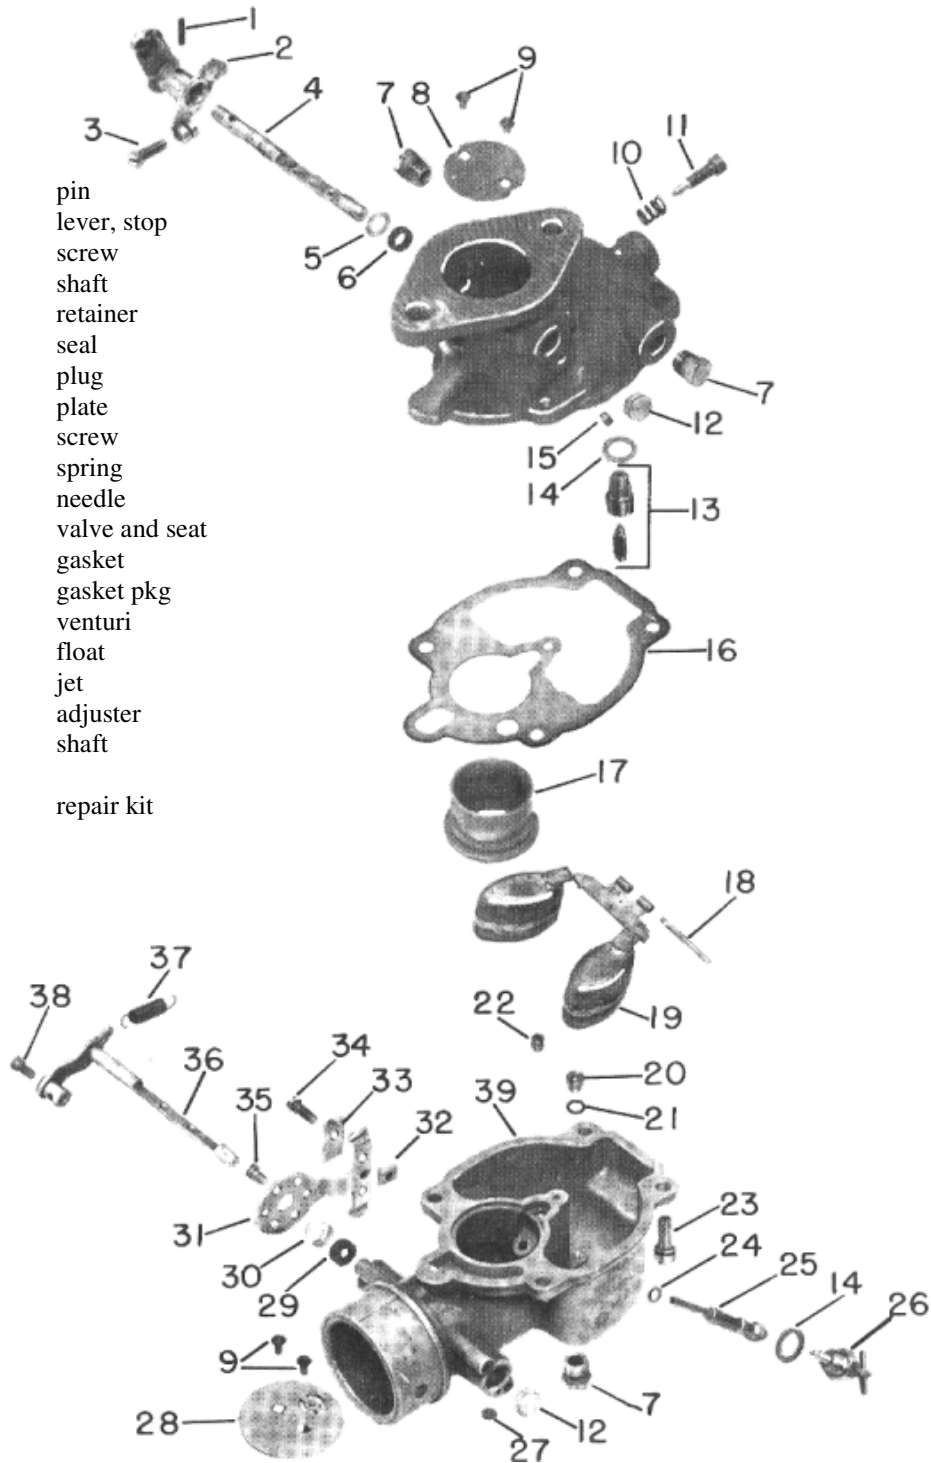 1
2
9
4
7
8
3
11
10
pin
lever, stop
5
screw
6
shaft
retainer
seal
plug
7
plate
12
screw
15
spring
14
needle
13
valve and seat
gasket
gasket pkg
venturi
16
float
jet
adjuster
shaft
17
repair kit
18
37
38
22
19
34
36
33
20
35
39
32
21
31
23
30
24
29
25
14
26
9
28
7
12
27